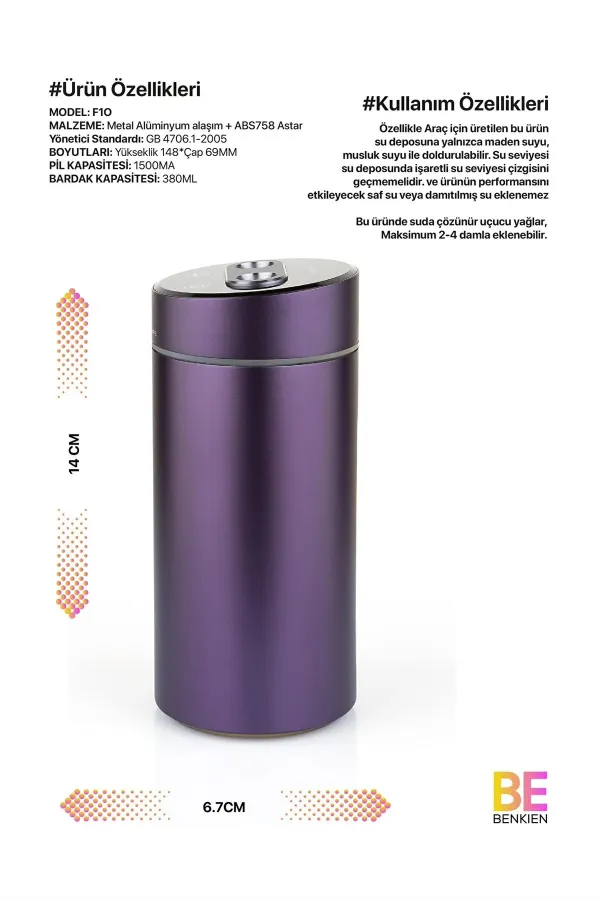 #Ürün Özellikleri
MODEL: F1O
MALZEME: Metal Alüminyum alaşım + ABS758 Astar
Yönetici Standardı: GB 4706.1-2005
BOYUTLARI: Yükseklik 148*Çap 69MM
PİL KAPASİTESİ: 1500MA
BARDAK KAPASİTESİ: 380ML
#Kullanım Özellikleri
Özellikle Araç için üretilen bu ürün
su deposuna yalnızca maden suyu,
musluk suyu ile doldurulabilir. Su seviyesi
su deposunda işaretli su seviyesi çizgisini
geçmemelidir. ve ürünün performansını
etkileyecek saf su veya damıtılmış su eklenemez
Bu üründe suda çözünür uçucu yağlar,
Maksimum 2-4 damla eklenebilir.
14 CM
6.7CM
BE
BENKIEN